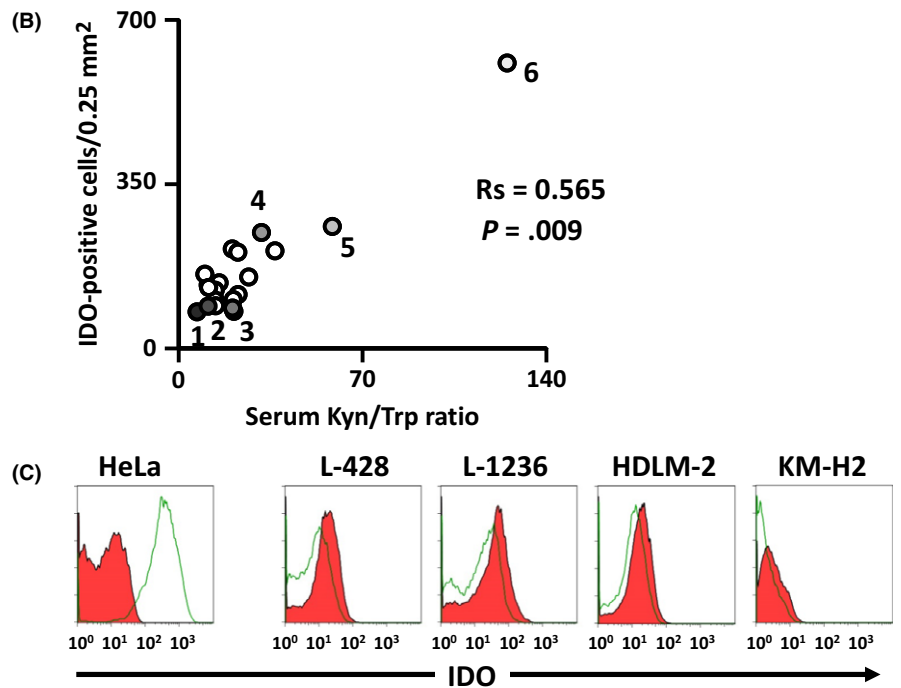 (B)
700
350
0
IDO-positive cells/0.25 mm²
6
4
5
1
2
3
Rs = 0.565
P = .009
0
70
140
Serum Kyn/Trp ratio
(C)
HeLa
L-428
L-1236
HDLM-2
KM-H2
10⁰ 10¹ 10² 10³
10⁰ 10¹ 10² 10³
10⁰ 10¹ 10² 10³
10⁰ 10¹ 10² 10³
10⁰ 10¹ 10² 10³
IDO